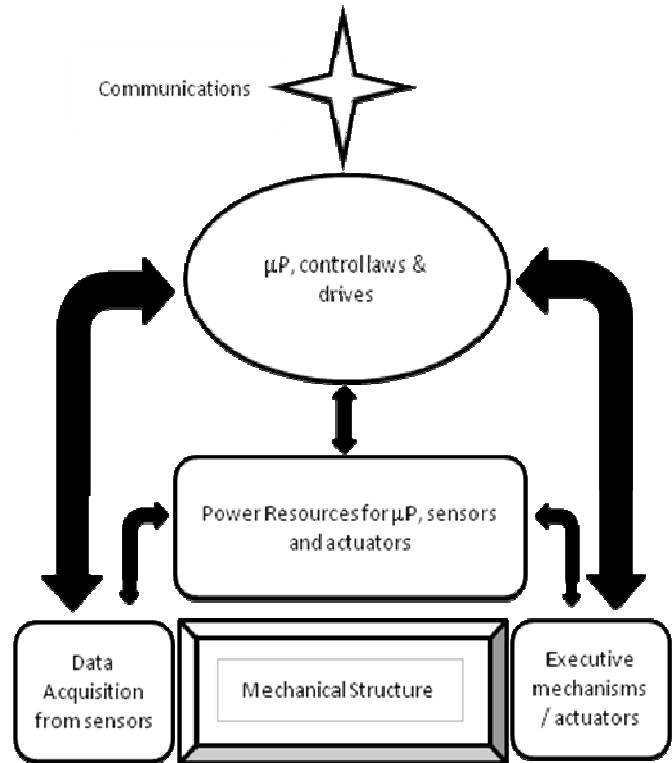 Communications
µP, control laws &
drives
Power Resources for µP, sensors
and actuators
Data
Acquisition
from sensors
Mechanical Structure
Executive
mechanisms
/ actuators